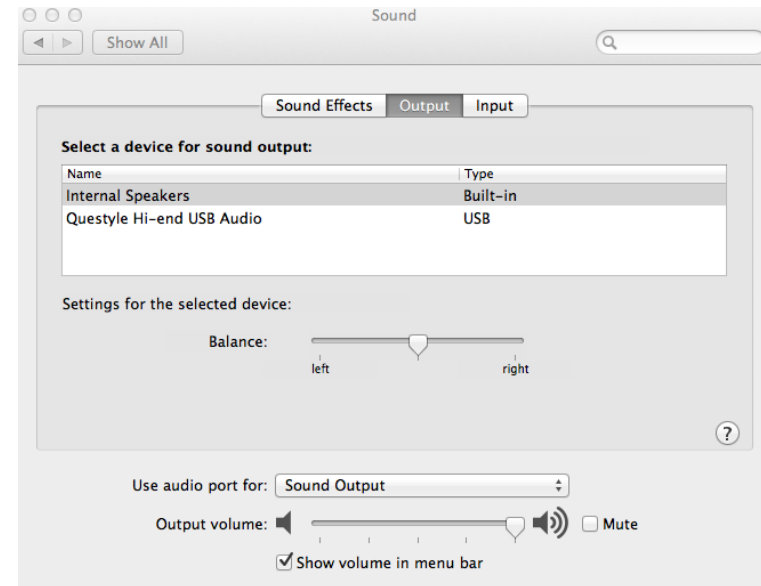 Sound
Show All
Sound Effects Output Input
Select a device for sound output:
Name Type
Internal Speakers Built-in
Questyle Hi-end USB Audio USB
Settings for the selected device:
Balance:
left right
?
Use audio port for: Sound Output
Output volume: Mute
Show volume in menu bar